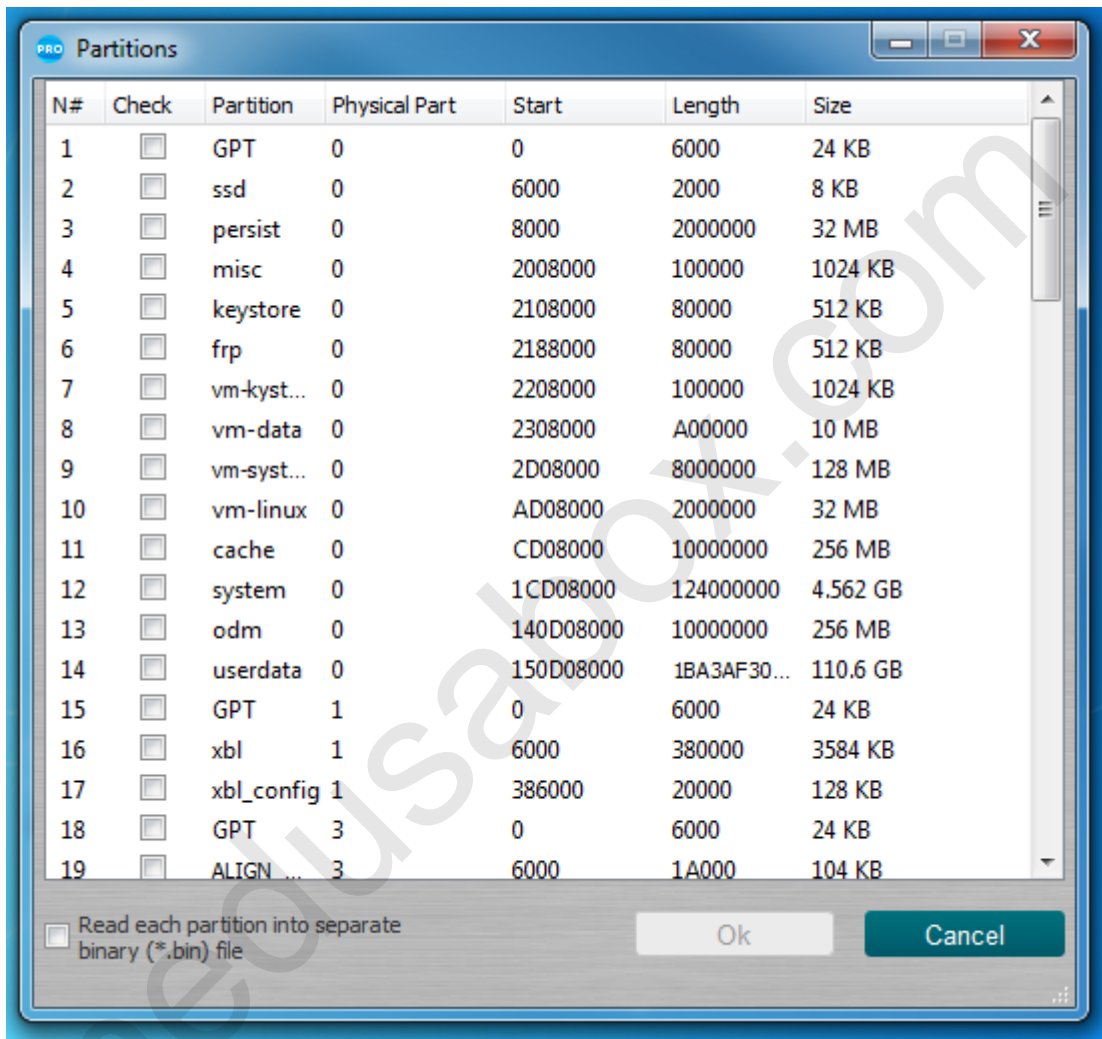 PRO Partitions
N# Check Partition Physical Part Start Length Size
1 GPT 0 0 6000 24 KB
2 ssd 0 6000 2000 8 KB
3 persist 0 8000 2000000 32 MB
4 misc 0 2008000 100000 1024 KB
5 keystore 0 2108000 80000 512 KB
6 frp 0 2188000 80000 512 KB
7 vm-kyst... 0 2208000 100000 1024 KB
8 vm-data 0 2308000 A00000 10 MB
9 vm-syst... 0 2D08000 8000000 128 MB
10 vm-linux 0 AD08000 2000000 32 MB
11 cache 0 CD08000 10000000 256 MB
12 system 0 1CD08000 124000000 4.562 GB
13 odm 0 140D08000 10000000 256 MB
14 userdata 0 150D08000 1BA3AF30... 110.6 GB
15 GPT 1 0 6000 24 KB
16 xbl 1 6000 380000 3584 KB
17 xbl_config 1 386000 20000 128 KB
18 GPT 3 0 6000 24 KB
19 ALIGN_... 3 6000 1A000 104 KB
Read each partition into separate
binary (*.bin) file
Ok Cancel
medusabox.com